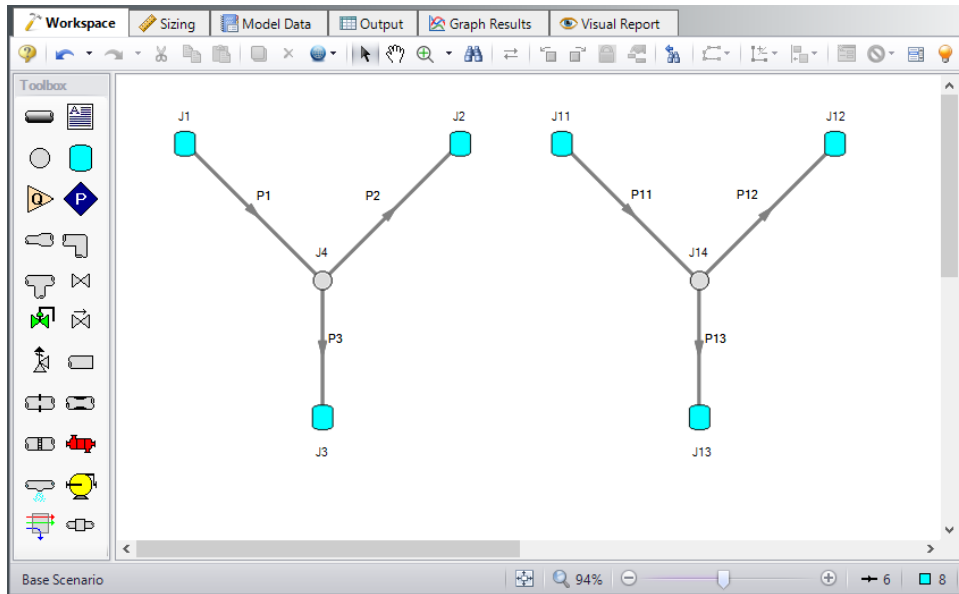 Workspace Sizing Model Data Output Graph Results Visual Report
Toolbox
A
Q P
J1 J2 J11 J12
P1 P2 P11 P12
J4 J14
P3 P13
J3 J13
Base Scenario 94% 6 8